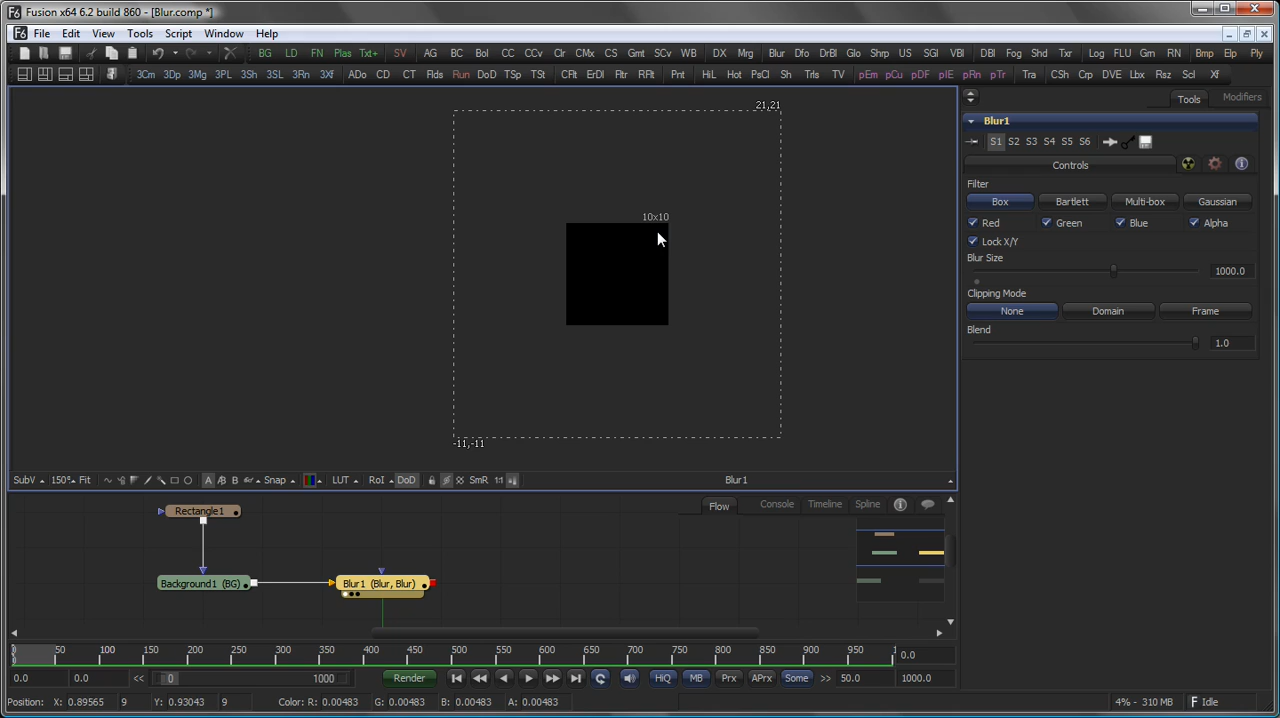 Fusion x64 6.2 build 860 - [Blur.comp *]
File Edit View Tools Script Window Help
BG LD FN Plas Txt+ SV AG BC Bol CC CCv Clr CMx CS Gmt SCv WB DX Mrg Blur Dfo DrBl Glo Shrp US SGl VBl DBl Fog Shd Txr Log FLU Grn RN Bmp Elp Ply
3Cm 3Dp 3Mg 3PL 3Sh 3SL 3Rn 3Xf ADo CD CT Flds Run DoD TSp TSt CFlt ErDl Fltr RFlt Pnt HiL Hot PsCl Sh Trls TV pEm pCu pDF pIE pRn pTr Tra CSh Crp DVE Lbx Rsz Scl Xf
Tools Modifiers
21,21
Blur1
S1 S2 S3 S4 S5 S6
Controls
Filter
Box Bartlett Multi-box Gaussian
Red Green Blue Alpha
10x10
Lock X/Y
Blur Size
1000.0
Clipping Mode
None Domain Frame
Blend
1.0
-11,-11
SubV 150% Fit A A B Snap LUT RoI DoD SmR 1:1 Blur1
Flow Console Timeline Spline
Rectangle1
Background1 (BG)
Blur1 (Blur, Blur)
0 50 100 150 200 250 300 350 400 450 500 550 600 650 700 750 800 850 900 950 0.0
0.0 0.0 << 0 1000 Render HiQ MB Prx APrx Some >> 50.0 1000.0
Position: X: 0.89565 9 Y: 0.93043 9 Color: R: 0.00483 G: 0.00483 B: 0.00483 A: 0.00483 4% - 310 MB Idle